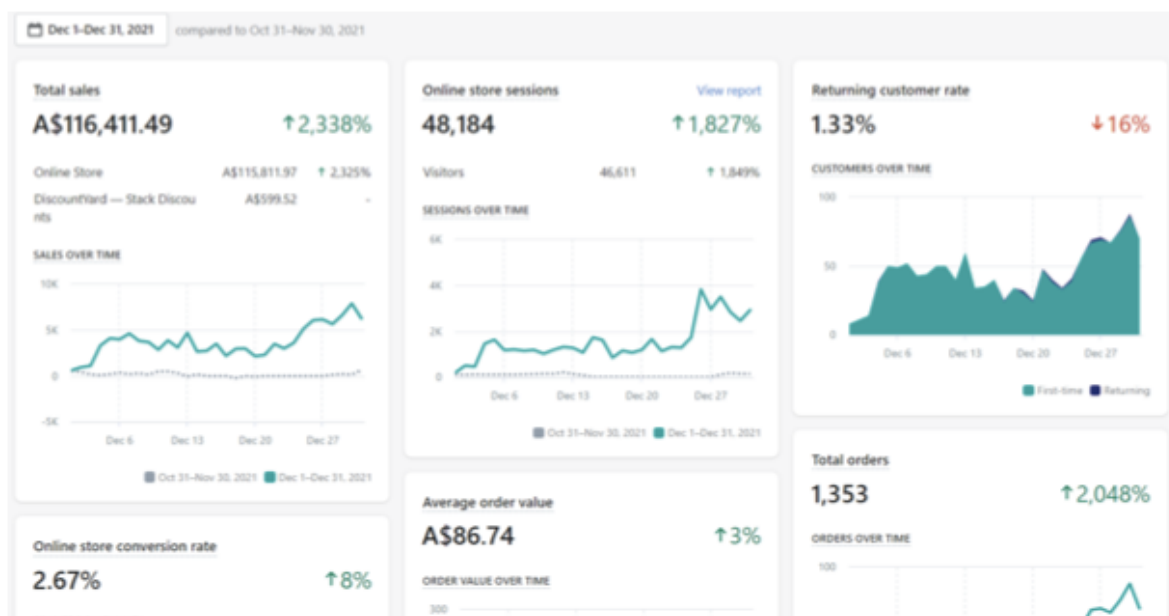 Dec 1–Dec 31, 2021 compared to Oct 31–Nov 30, 2021
Total sales
A$116,411.49 ↑2,338%
Online Store A$115,811.97 ↑ 2,325%
DiscountYard — Stack Discou A$599.52 -
nts
SALES OVER TIME
10K
5K
0
-5K
Dec 6 Dec 13 Dec 20 Dec 27
Oct 31–Nov 30, 2021 Dec 1–Dec 31, 2021
Online store conversion rate
2.67% ↑8%
Online store sessions View report
48,184 ↑1,827%
Visitors 46,611 ↑ 1,849%
SESSIONS OVER TIME
6K
4K
2K
0
Dec 6 Dec 13 Dec 20 Dec 27
Oct 31–Nov 30, 2021 Dec 1–Dec 31, 2021
Average order value
A$86.74 ↑3%
ORDER VALUE OVER TIME
300
Returning customer rate
1.33% ↓16%
CUSTOMERS OVER TIME
100
50
0
Dec 6 Dec 13 Dec 20 Dec 27
First-time Returning
Total orders
1,353 ↑2,048%
ORDERS OVER TIME
100